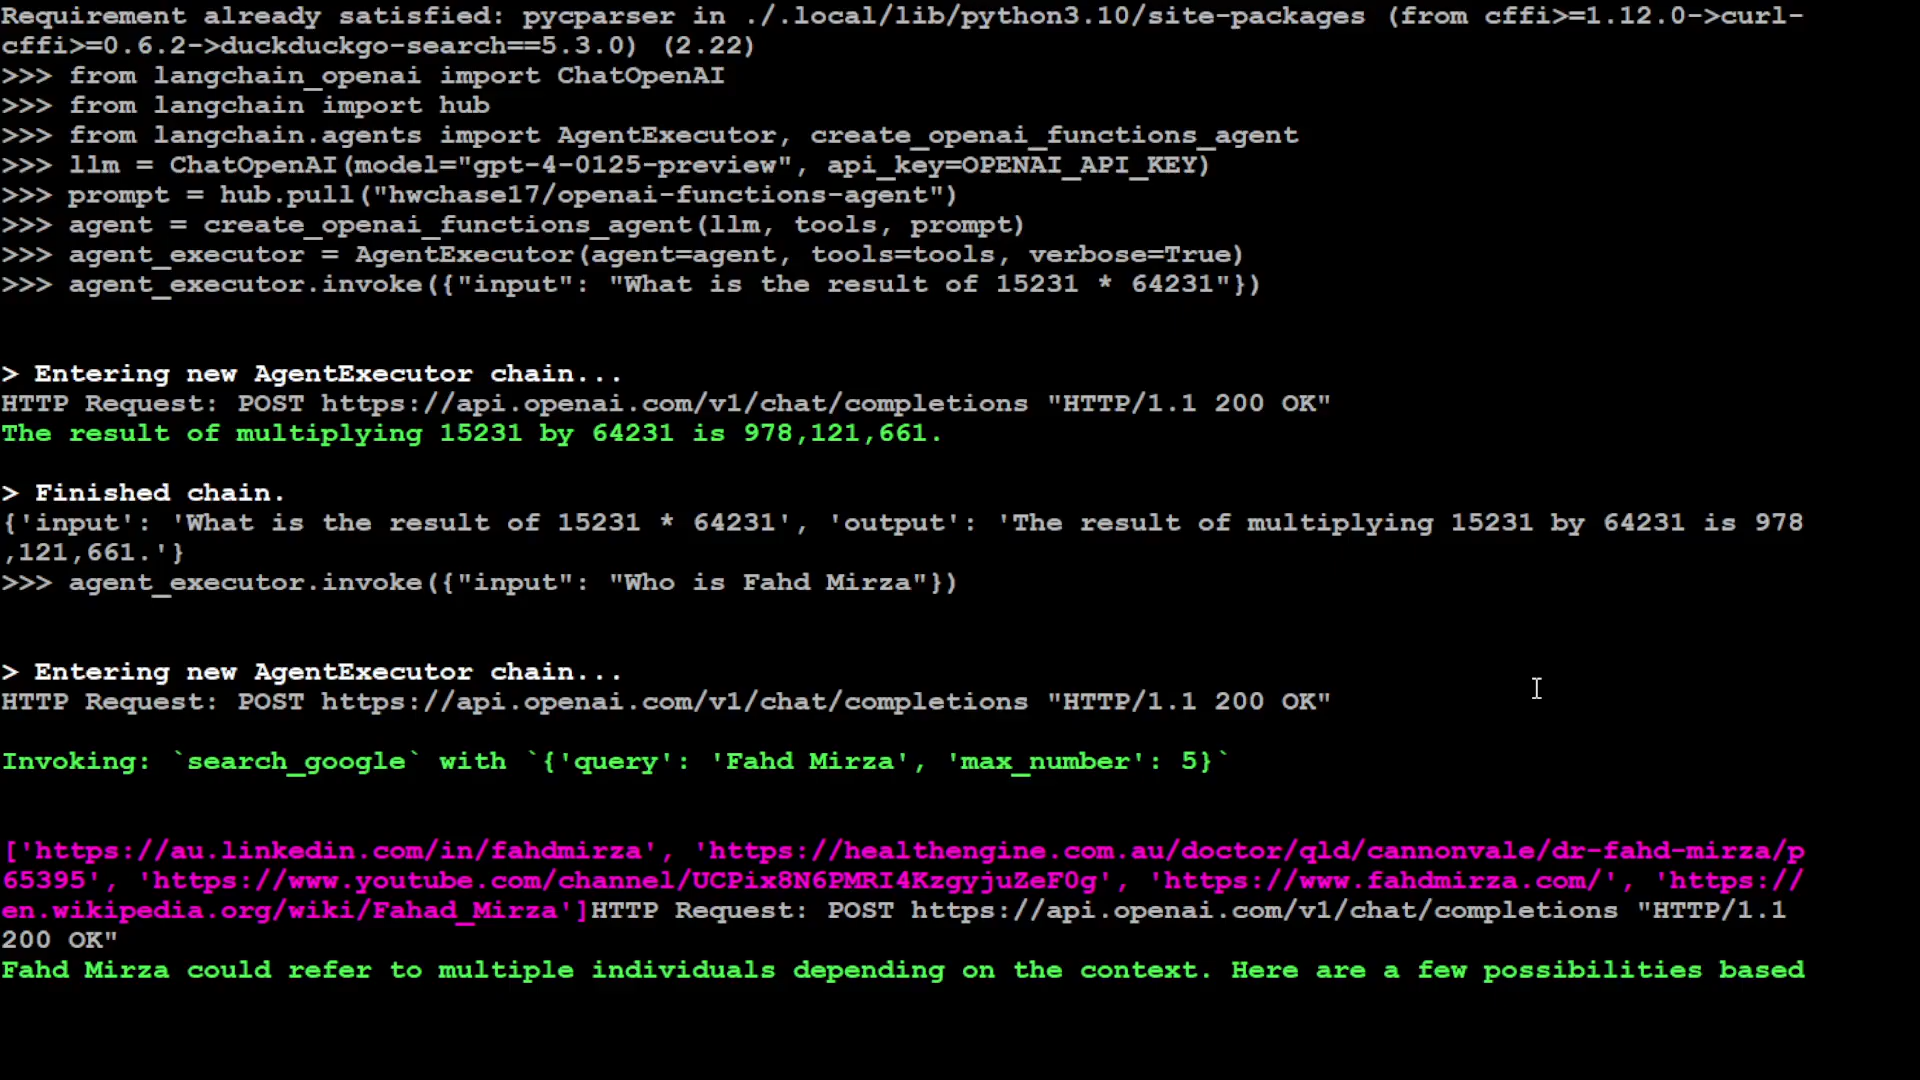 Requirement already satisfied: pycparser in ./.local/lib/python3.10/site-packages (from cffi>=1.12.0->curl-
cffi>=0.6.2->duckduckgo-search==5.3.0) (2.22)
>>> from langchain_openai import ChatOpenAI
>>> from langchain import hub
>>> from langchain.agents import AgentExecutor, create_openai_functions_agent
>>> llm = ChatOpenAI(model="gpt-4-0125-preview", api_key=OPENAI_API_KEY)
>>> prompt = hub.pull("hwchase17/openai-functions-agent")
>>> agent = create_openai_functions_agent(llm, tools, prompt)
>>> agent_executor = AgentExecutor(agent=agent, tools=tools, verbose=True)
>>> agent_executor.invoke({"input": "What is the result of 15231 * 64231"})
> Entering new AgentExecutor chain...
HTTP Request: POST https://api.openai.com/v1/chat/completions "HTTP/1.1 200 OK"
The result of multiplying 15231 by 64231 is 978,121,661.
> Finished chain.
{'input': 'What is the result of 15231 * 64231', 'output': 'The result of multiplying 15231 by 64231 is 978
,121,661.'}
>>> agent_executor.invoke({"input": "Who is Fahd Mirza"})
> Entering new AgentExecutor chain...
HTTP Request: POST https://api.openai.com/v1/chat/completions "HTTP/1.1 200 OK"
Invoking: `search_google` with `{'query': 'Fahd Mirza', 'max_number': 5}`
['https://au.linkedin.com/in/fahdmirza', 'https://healthengine.com.au/doctor/qld/cannonvale/dr-fahd-mirza/p
65395', 'https://www.youtube.com/channel/UCPix8N6PMRI4KzgyjuZeF0g', 'https://www.fahdmirza.com/', 'https://
en.wikipedia.org/wiki/Fahad_Mirza']HTTP Request: POST https://api.openai.com/v1/chat/completions "HTTP/1.1
200 OK"
Fahd Mirza could refer to multiple individuals depending on the context. Here are a few possibilities based